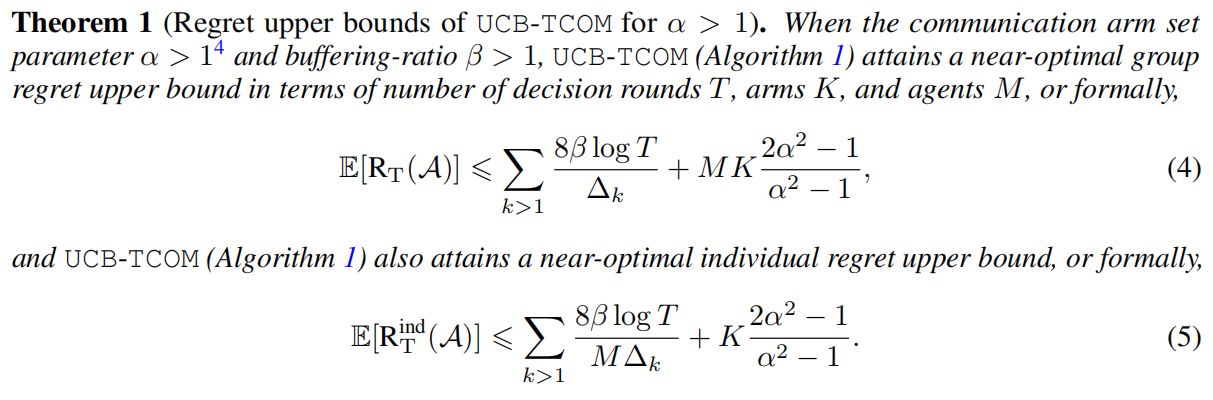 Theorem 1 (Regret upper bounds of UCB-TCOM for α > 1). When the communication arm set
parameter α > 1⁴ and buffering-ratio β > 1, UCB-TCOM (Algorithm 1) attains a near-optimal group
regret upper bound in terms of number of decision rounds T, arms K, and agents M, or formally,
𝔼[R_T(𝒜)] ⩽ ∑_{k>1} \frac{8β log T}{Δ_k} + MK \frac{2α² − 1}{α² − 1}, (4)
and UCB-TCOM (Algorithm 1) also attains a near-optimal individual regret upper bound, or formally,
𝔼[R_T^{ind}(𝒜)] ⩽ ∑_{k>1} \frac{8β log T}{MΔ_k} + K \frac{2α² − 1}{α² − 1}. (5)